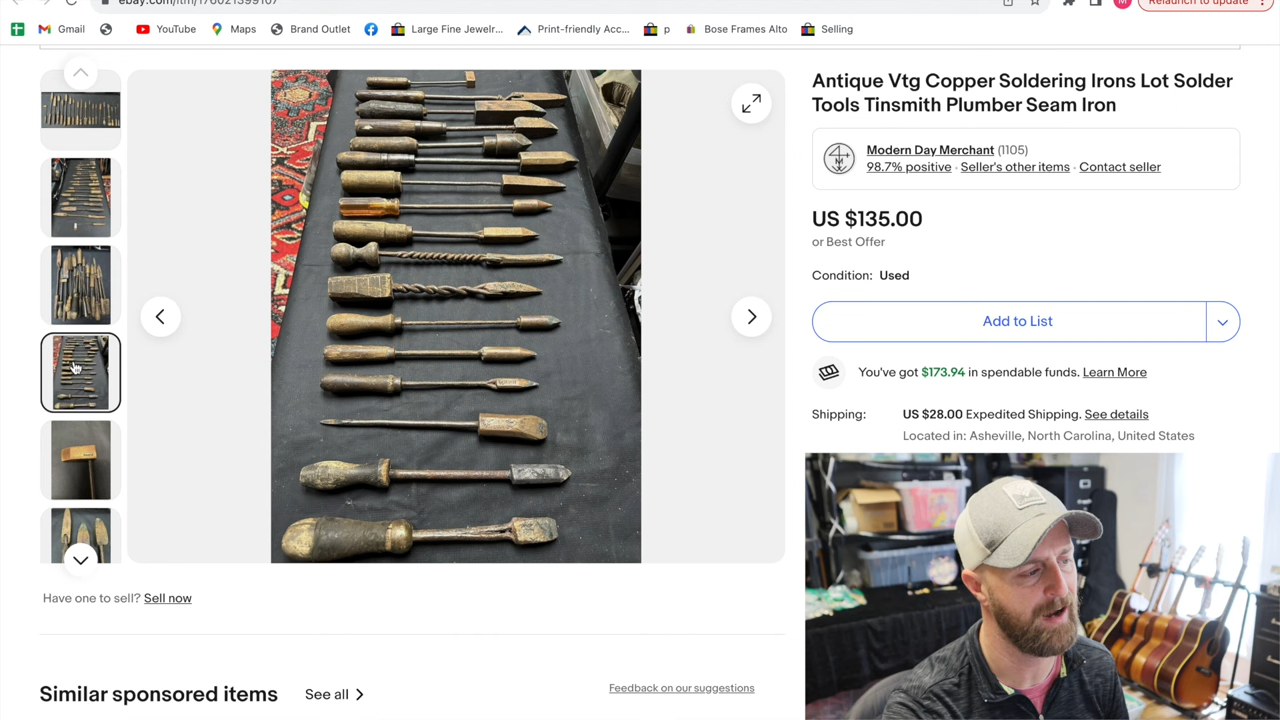 Relaunch to update
Gmail
YouTube
Maps
Brand Outlet
Large Fine Jewelr...
Print-friendly Acc...
p
Bose Frames Alto
Selling
Antique Vtg Copper Soldering Irons Lot Solder
Tools Tinsmith Plumber Seam Iron
Modern Day Merchant (1105)
98.7% positive · Seller's other items · Contact seller
US $135.00
or Best Offer
Condition: Used
Add to List
You've got $173.94 in spendable funds. Learn More
Shipping: US $28.00 Expedited Shipping. See details
Located in: Asheville, North Carolina, United States
Have one to sell? Sell now
Similar sponsored items See all
Feedback on our suggestions